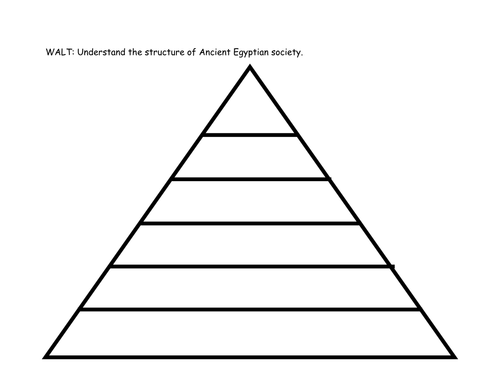 WALT: Understand the structure of Ancient Egyptian society.